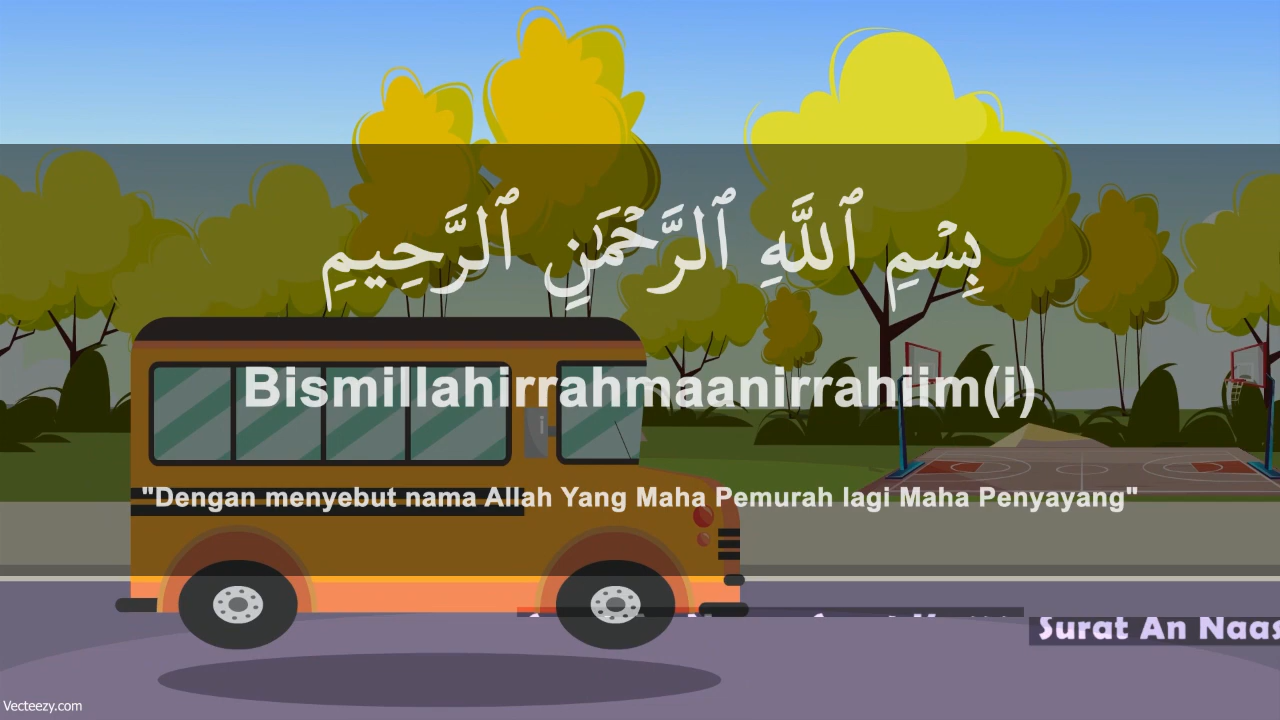 بِسْمِ ٱللَّهِ ٱلرَّحْمَٰنِ ٱلرَّحِيمِ
Bismillahirrahmaanirrahiim(i)
"Dengan menyebut nama Allah Yang Maha Pemurah lagi Maha Penyayang"
Surat An Naas
Vecteezy.com